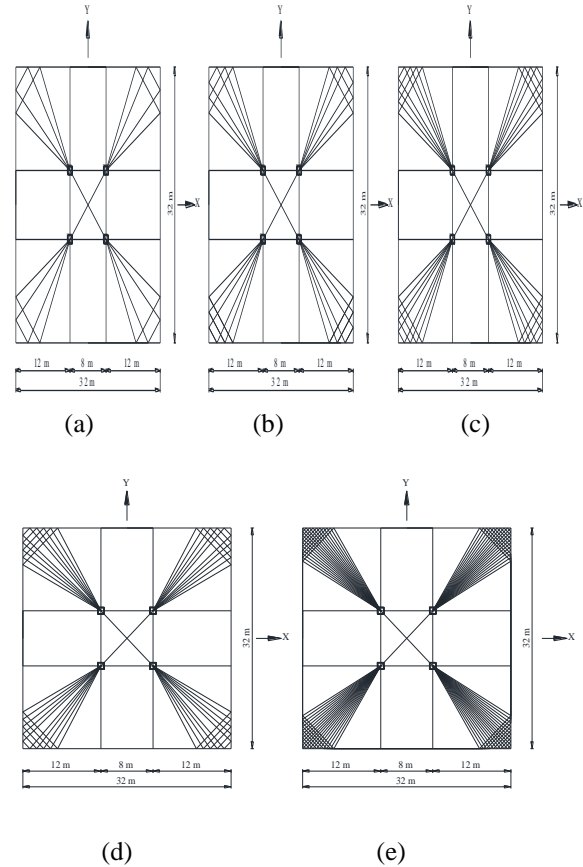 Y Y Y
X X X
32 m 32 m 32 m
12 m 8 m 12 m 12 m 8 m 12 m 12 m 8 m 12 m
32 m 32 m 32 m
(a) (b) (c)
Y Y
X X
32 m 32 m
12 m 8 m 12 m 12 m 8 m 12 m
32 m 32 m
(d) (e)